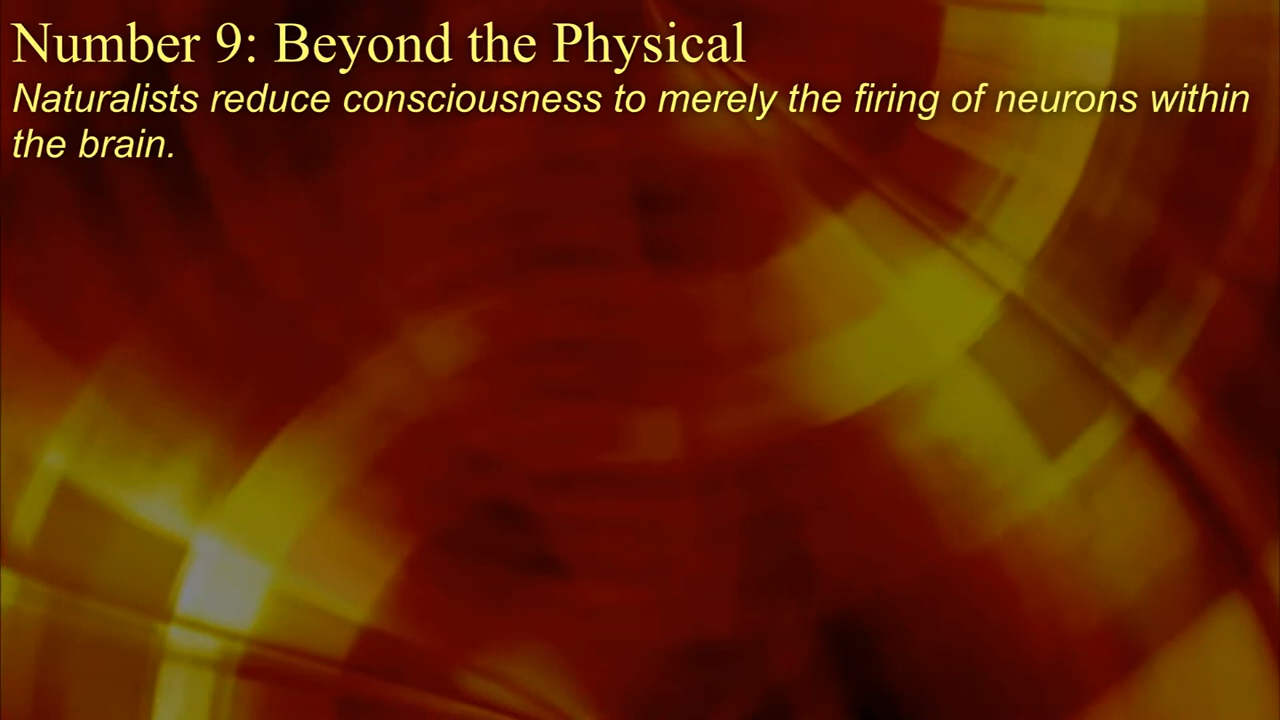 Number 9: Beyond the Physical
Naturalists reduce consciousness to merely the firing of neurons within
the brain.